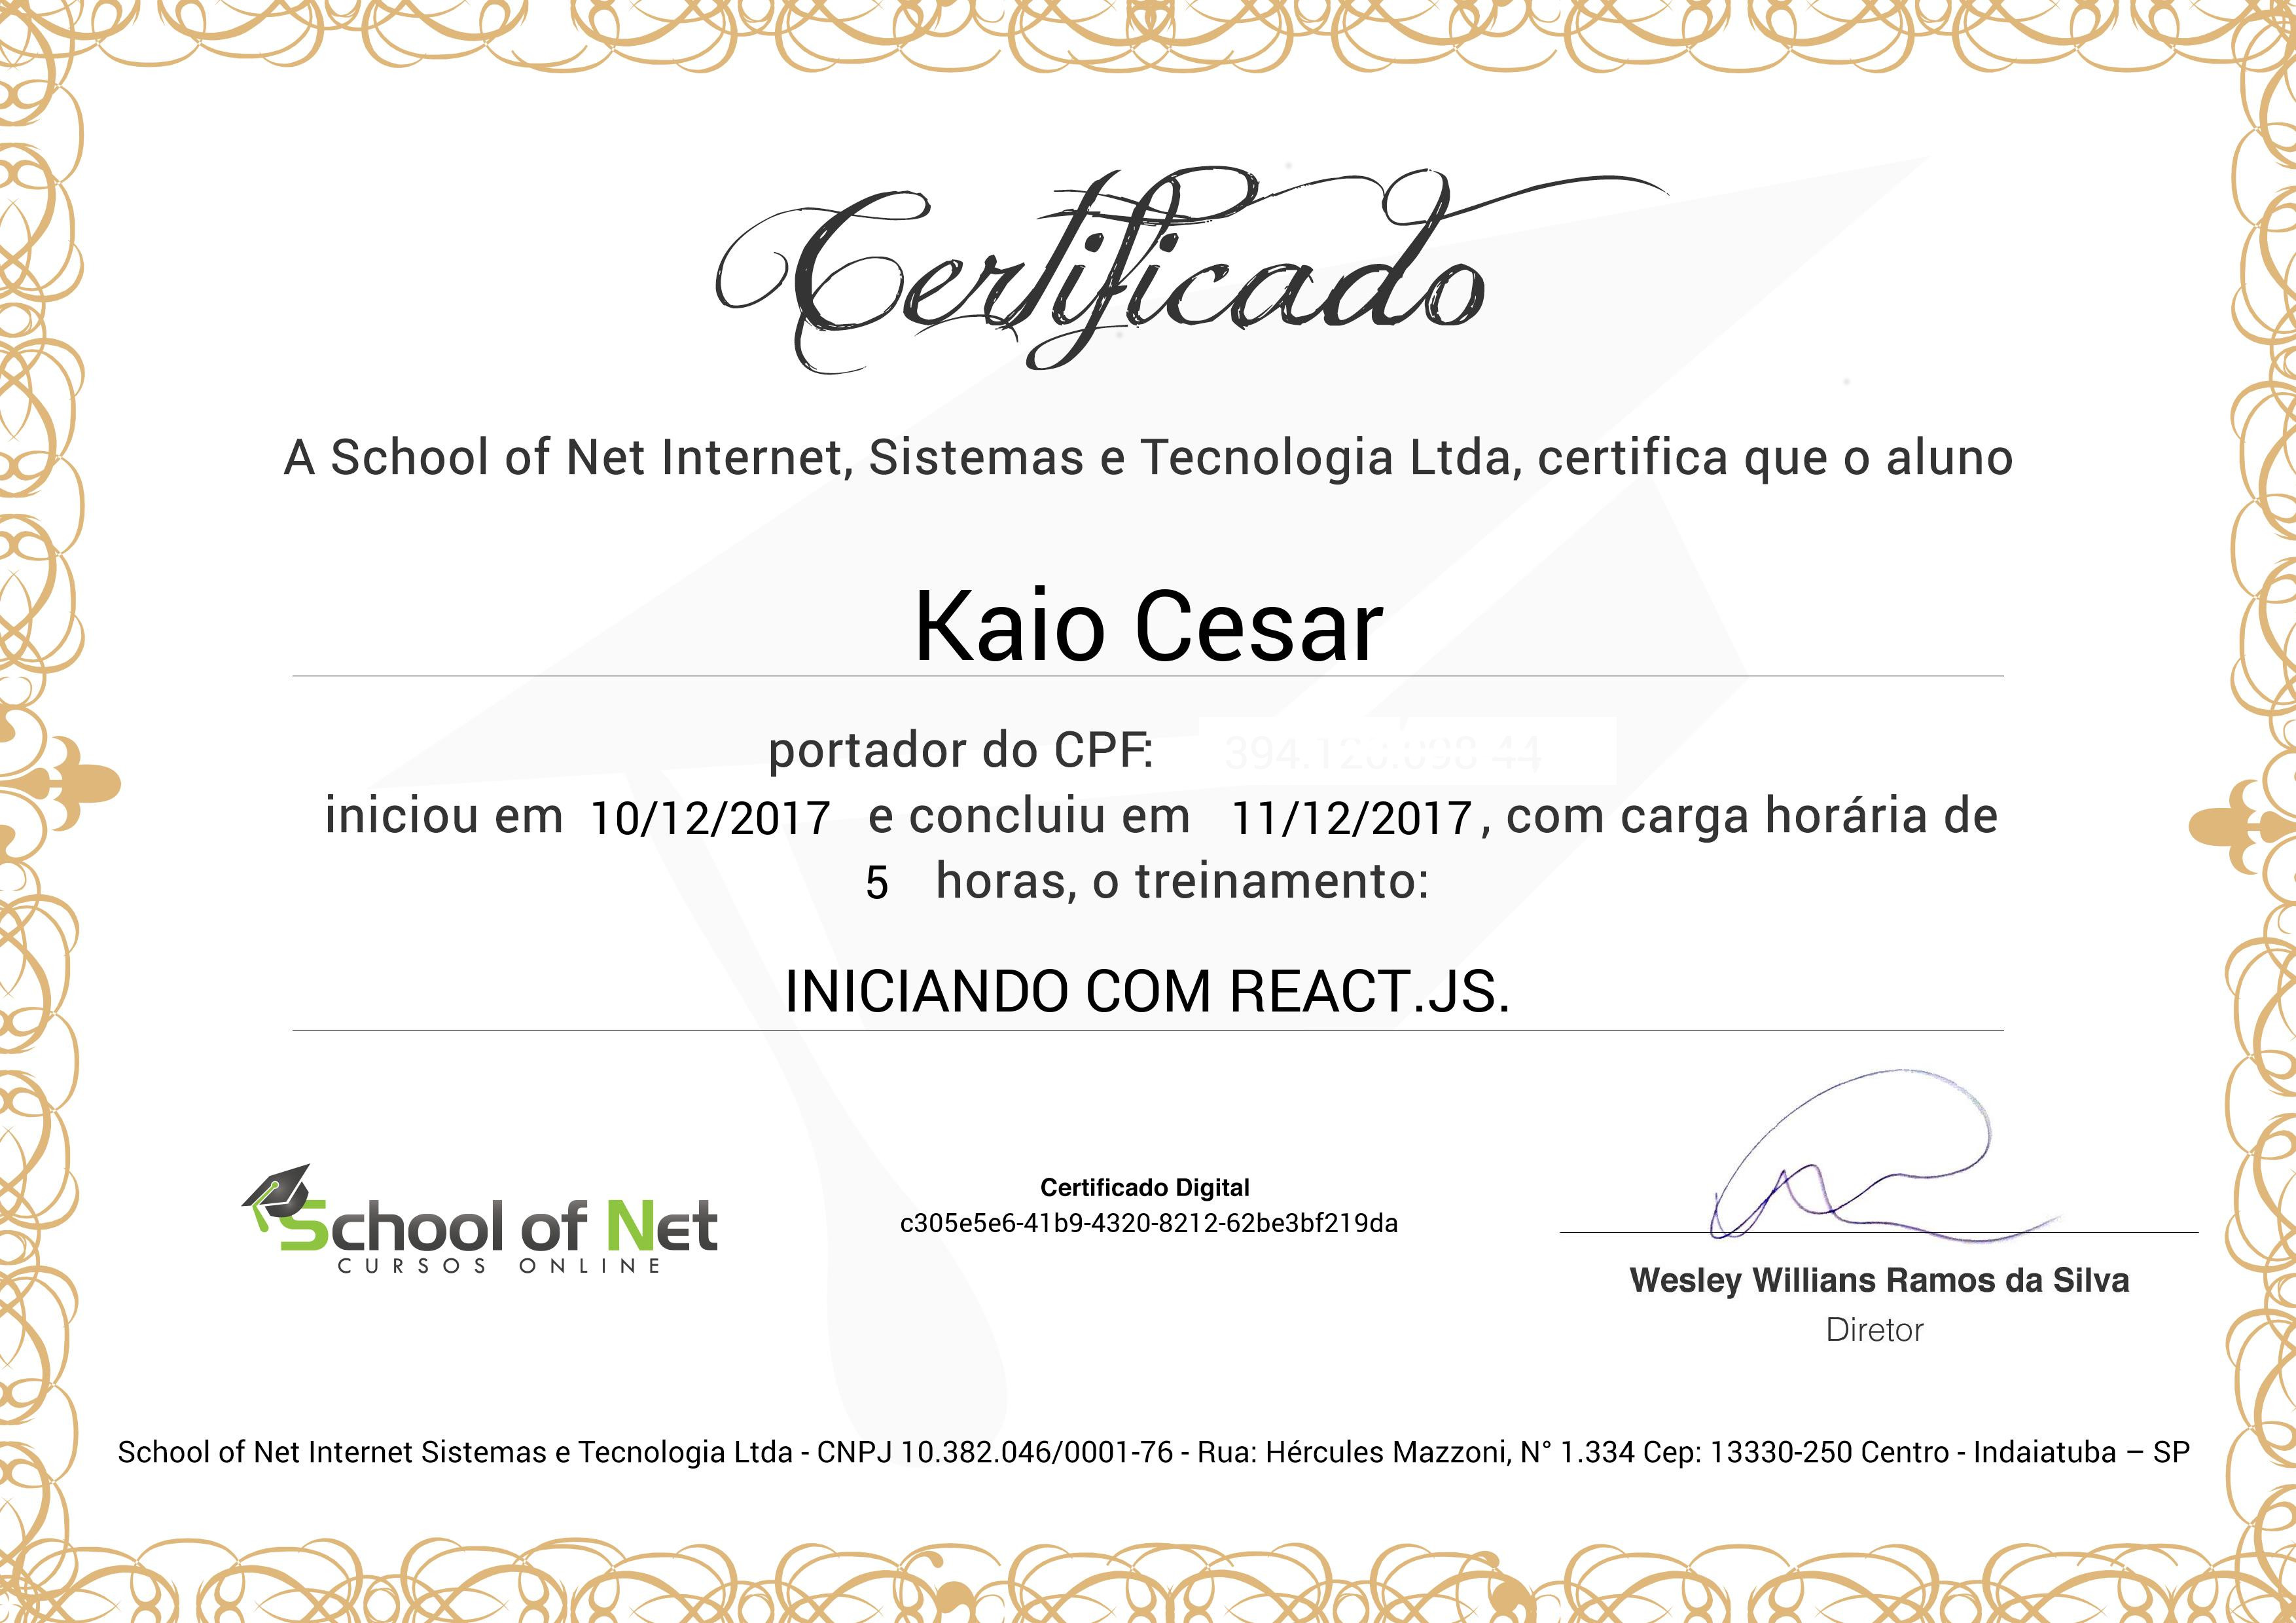 Certificado
A School of Net Internet, Sistemas e Tecnologia Ltda, certifica que o aluno
Kaio Cesar
portador do CPF:
iniciou em 10/12/2017 e concluiu em 11/12/2017, com carga horária de
5 horas, o treinamento:
INICIANDO COM REACT.JS.
School of Net
CURSOS ONLINE
Certificado Digital
c305e5e6-41b9-4320-8212-62be3bf219da
Wesley Willians Ramos da Silva
Diretor
School of Net Internet Sistemas e Tecnologia Ltda - CNPJ 10.382.046/0001-76 - Rua: Hércules Mazzoni, N° 1.334 Cep: 13330-250 Centro - Indaiatuba – SP